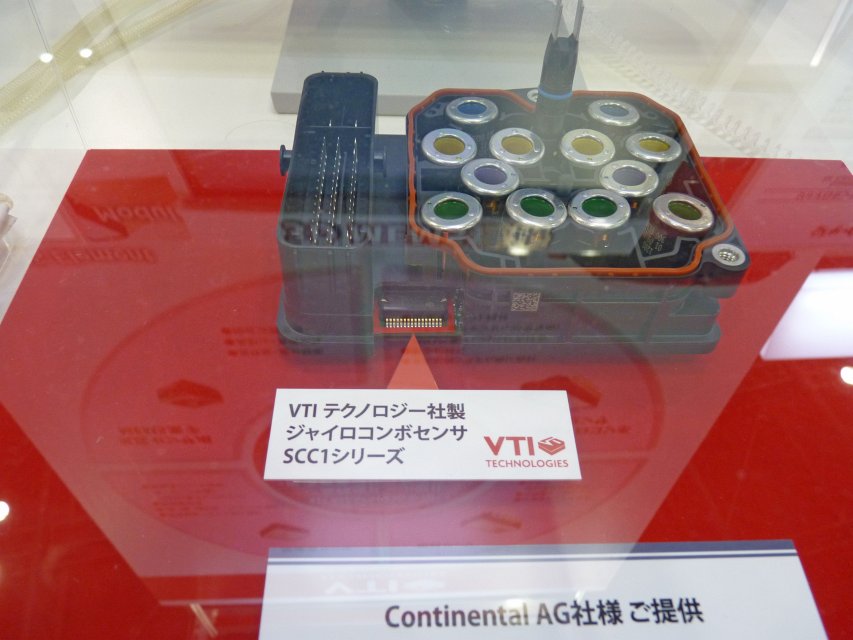 VTI テクノロジー社製
ジャイロコンボセンサ
SCC1シリーズ
VTI
TECHNOLOGIES
Continental AG社様 ご提供